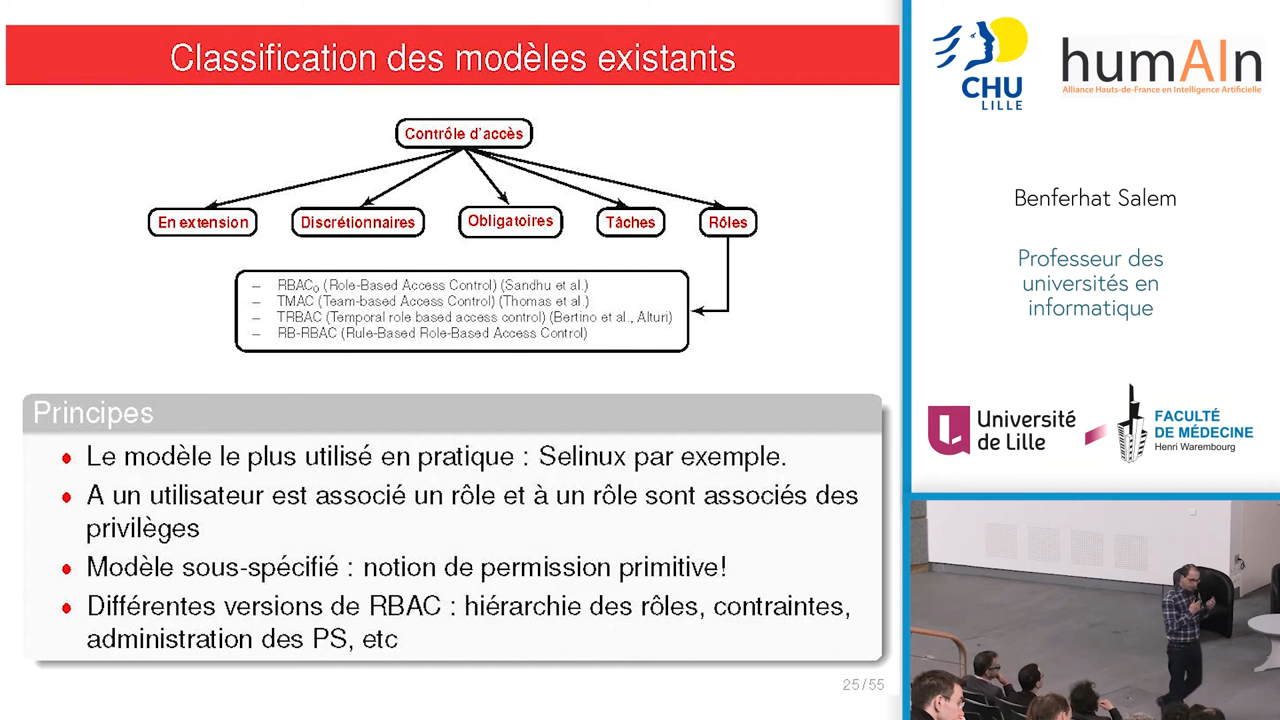 Classification des modèles existants
Contrôle d'accès
En extension
Discrétionnaires
Obligatoires
Tâches
Rôles
– RBAC₀ (Role-Based Access Control) (Sandhu et al.)
– TMAC (Team-based Access Control) (Thomas et al.)
– TRBAC (Temporal role based access control) (Bertino et al., Alturi)
– RB-RBAC (Rule-Based Role-Based Access Control)
Principes
• Le modèle le plus utilisé en pratique : Selinux par exemple.
• A un utilisateur est associé un rôle et à un rôle sont associés des
privilèges
• Modèle sous-spécifié : notion de permission primitive!
• Différentes versions de RBAC : hiérarchie des rôles, contraintes,
administration des PS, etc
25/55
CHU
LILLE
humAIn
Alliance Hauts-de-France en Intelligence Artificielle
Benferhat Salem
Professeur des
universités en
informatique
Université
de Lille
FACULTÉ
DE MÉDECINE
Henri Warembourg